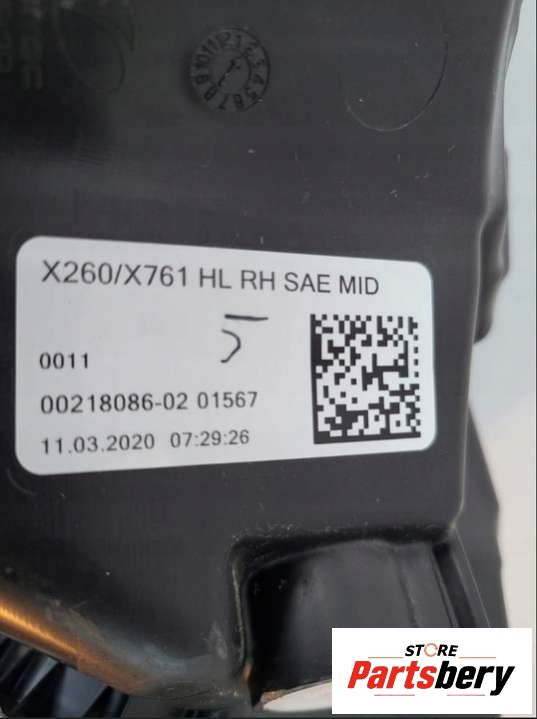 X260/X761 HL RH SAE MID
5
0011
00218086-02 01567
11.03.2020 07:29:26
STORE
Partsbery